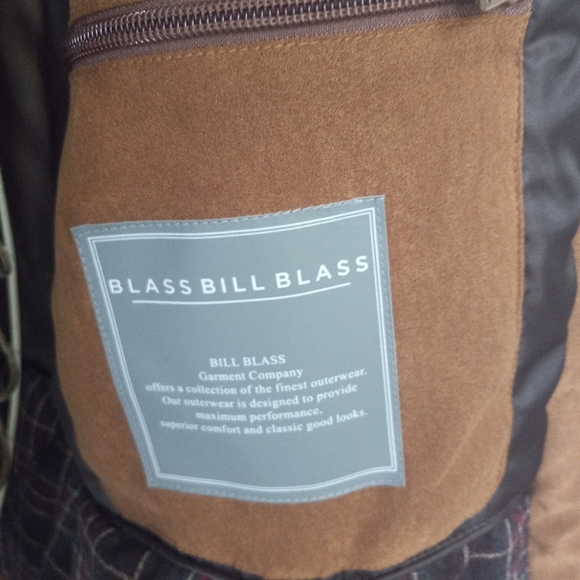 BLASS BILL BLASS
BILL BLASS
Garment Company
offers a collection of the finest outerwear.
Our outerwear is designed to provide
maximum performance,
superior comfort and classic good looks.